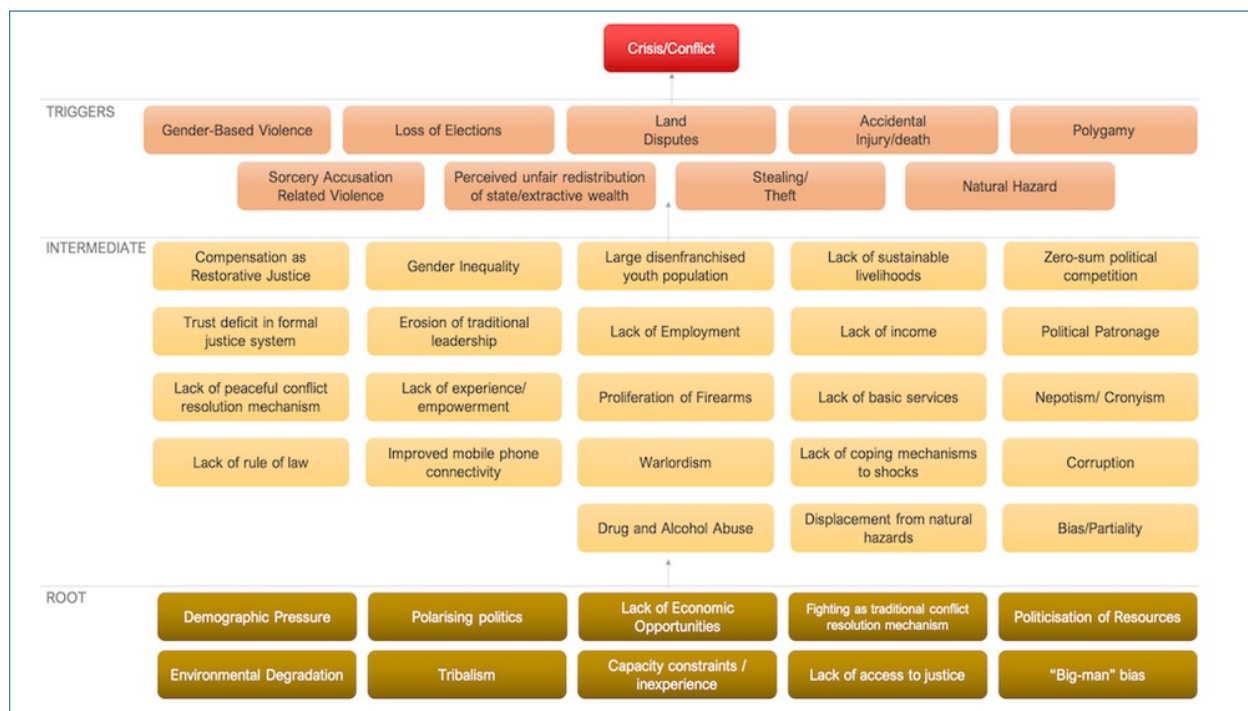 Crisis/Conflict
TRIGGERS
Gender-Based Violence
Loss of Elections
Land
Disputes
Accidental
Injury/death
Polygamy
Sorcery Accusation
Related Violence
Perceived unfair redistribution
of state/extractive wealth
Stealing/
Theft
Natural Hazard
INTERMEDIATE
Compensation as
Restorative Justice
Gender Inequality
Large disenfranchised
youth population
Lack of sustainable
livelihoods
Zero-sum political
competition
Trust deficit in formal
justice system
Erosion of traditional
leadership
Lack of Employment
Lack of income
Political Patronage
Lack of peaceful conflict
resolution mechanism
Lack of experience/
empowerment
Proliferation of Firearms
Lack of basic services
Nepotism/ Cronyism
Lack of rule of law
Improved mobile phone
connectivity
Warlordism
Lack of coping mechanisms
to shocks
Corruption
Drug and Alcohol Abuse
Displacement from natural
hazards
Bias/Partiality
ROOT
Demographic Pressure
Polarising politics
Lack of Economic
Opportunities
Fighting as traditional conflict
resolution mechanism
Politicisation of Resources
Environmental Degradation
Tribalism
Capacity constraints /
inexperience
Lack of access to justice
"Big-man" bias